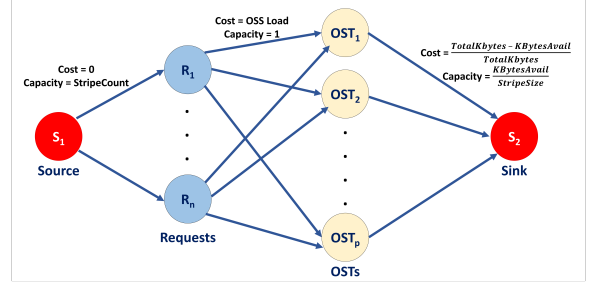 Cost = OSS Load
Capacity = 1
OST1
Cost = TotalKbytes − KBytesAvail
TotalKbytes
Capacity = KBytesAvail
StripeSize
Cost = 0
Capacity = StripeCount
R1
OST2
S1
Source
S2
Sink
Rn
Requests
OSTp
OSTs